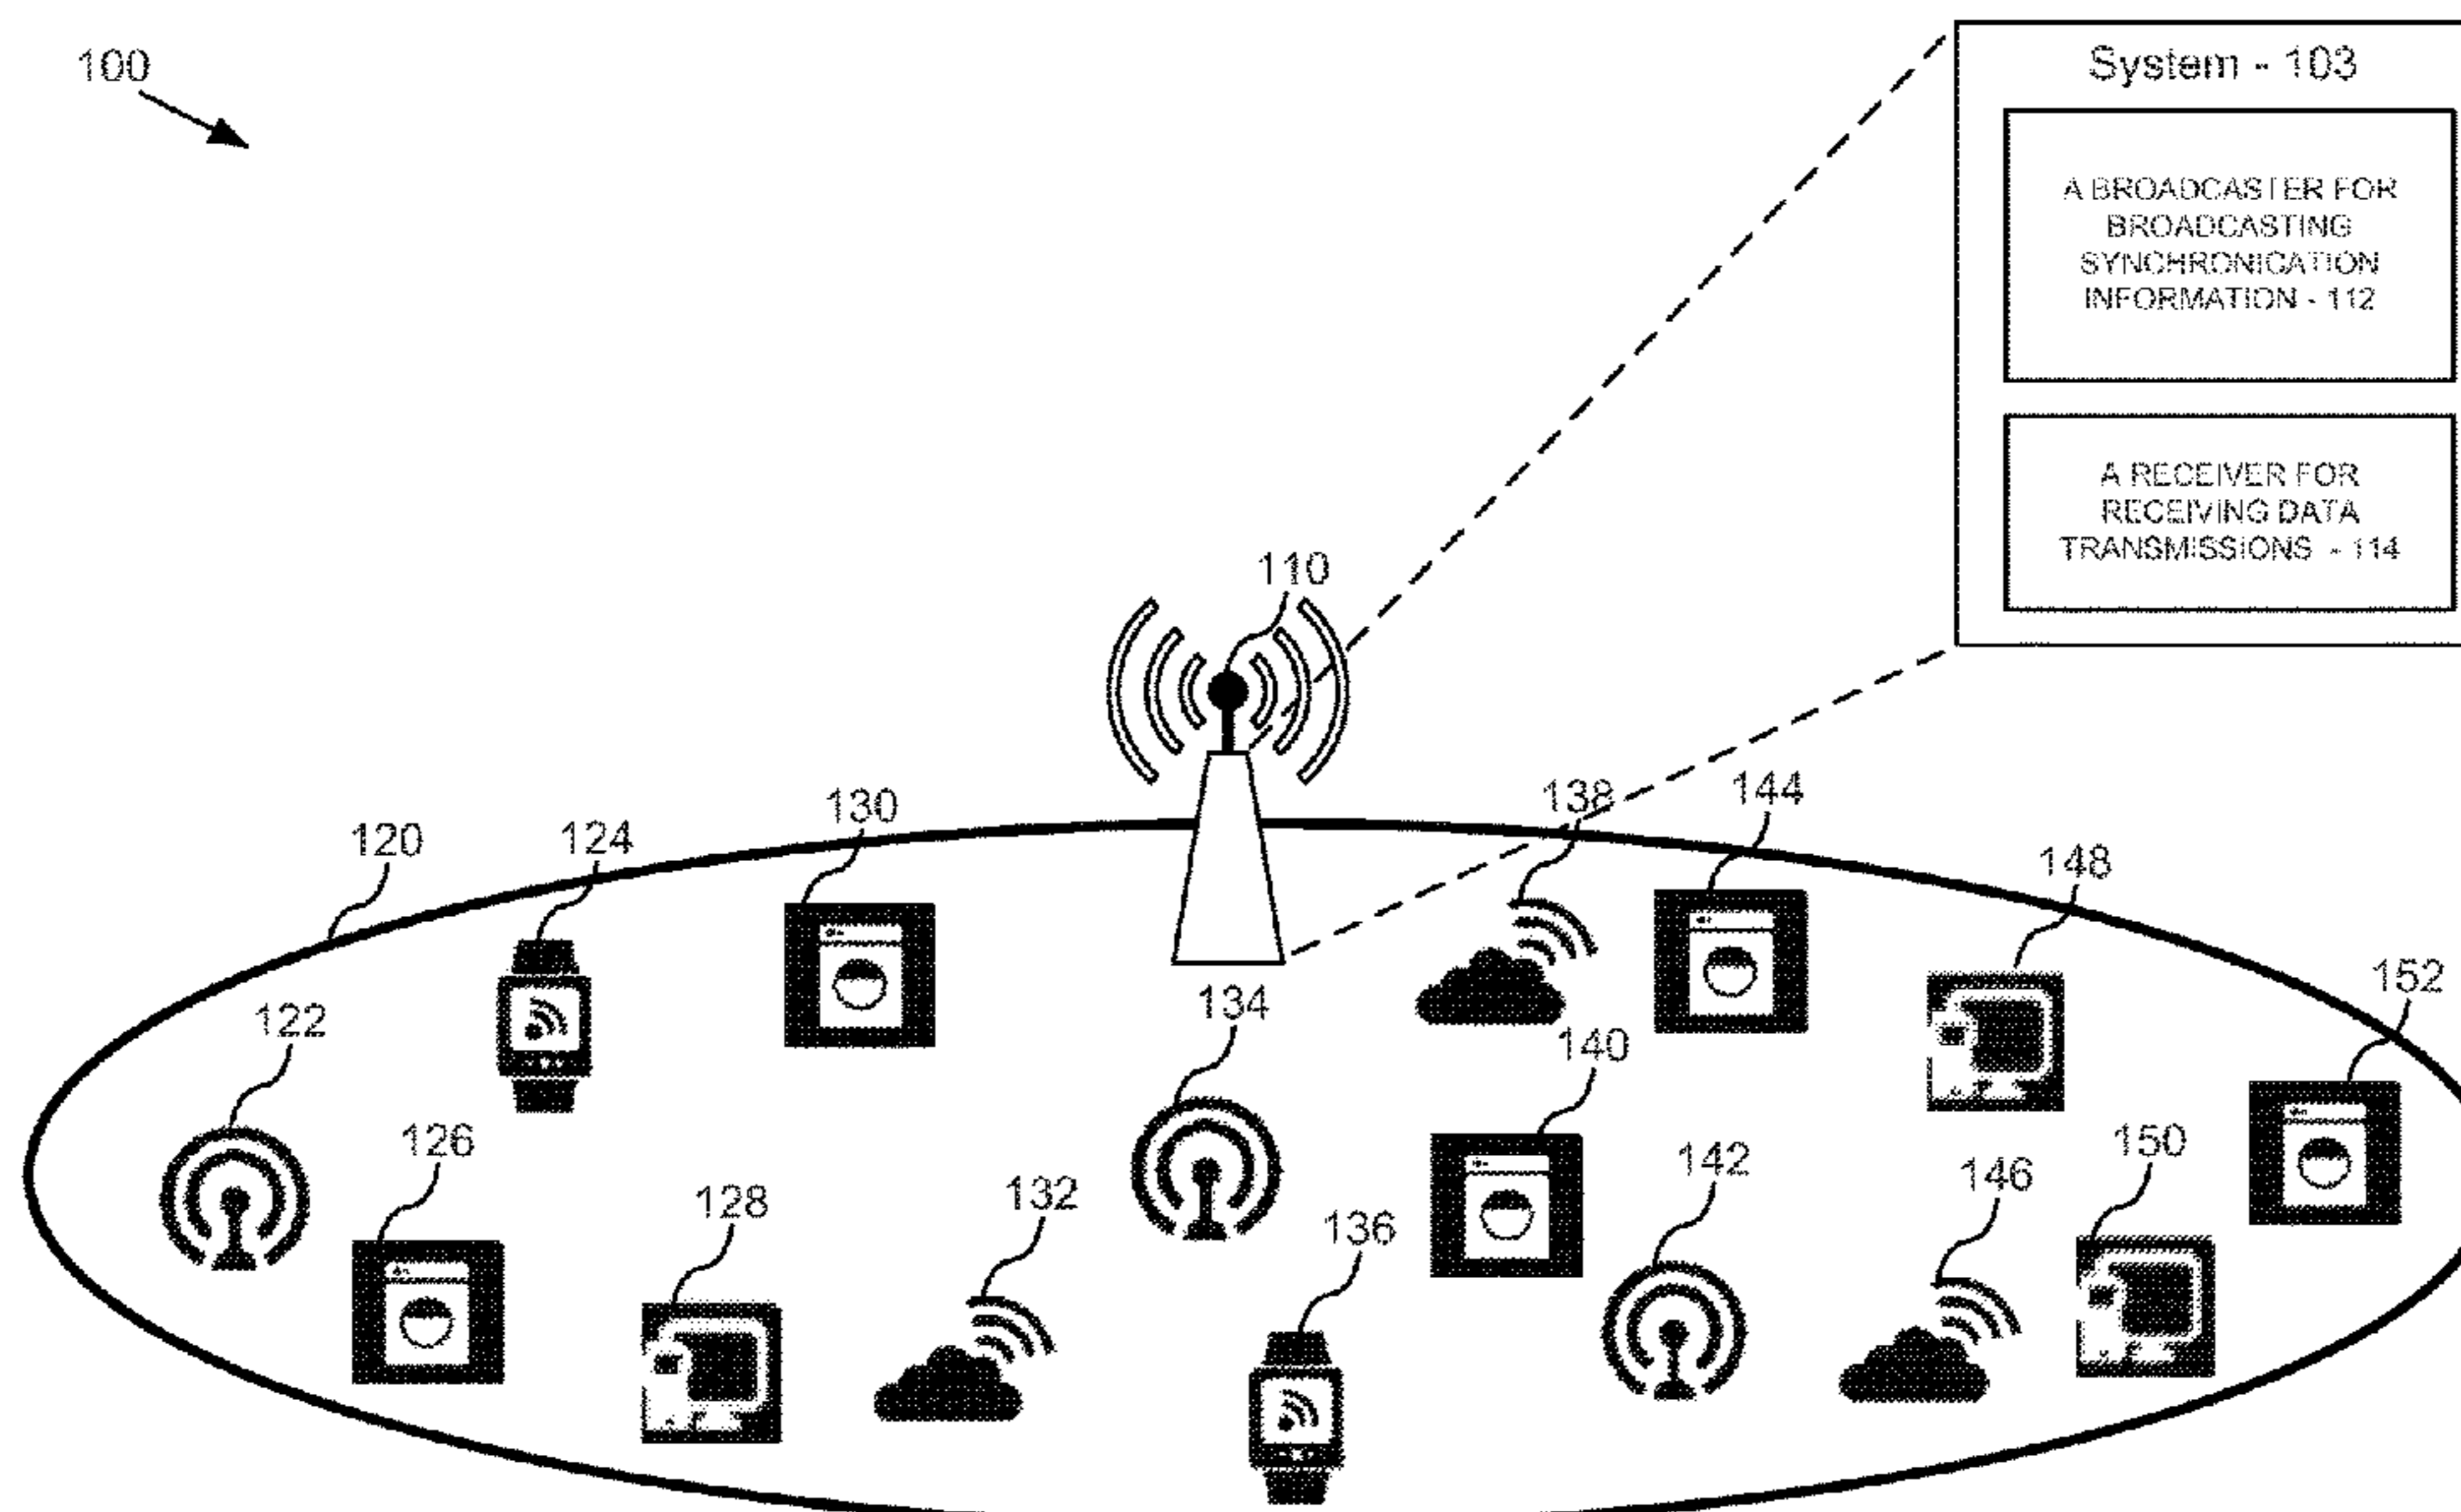 100
System - 103
A BROADCASTER FOR
BROADCASTING
SYNCHRONICATION
INFORMATION - 112
A RECEIVER FOR
RECEIVING DATA
TRANSMISSIONS - 114
110
120
124
130
138
144
148
152
122
134
140
126
128
132
136
142
146
150